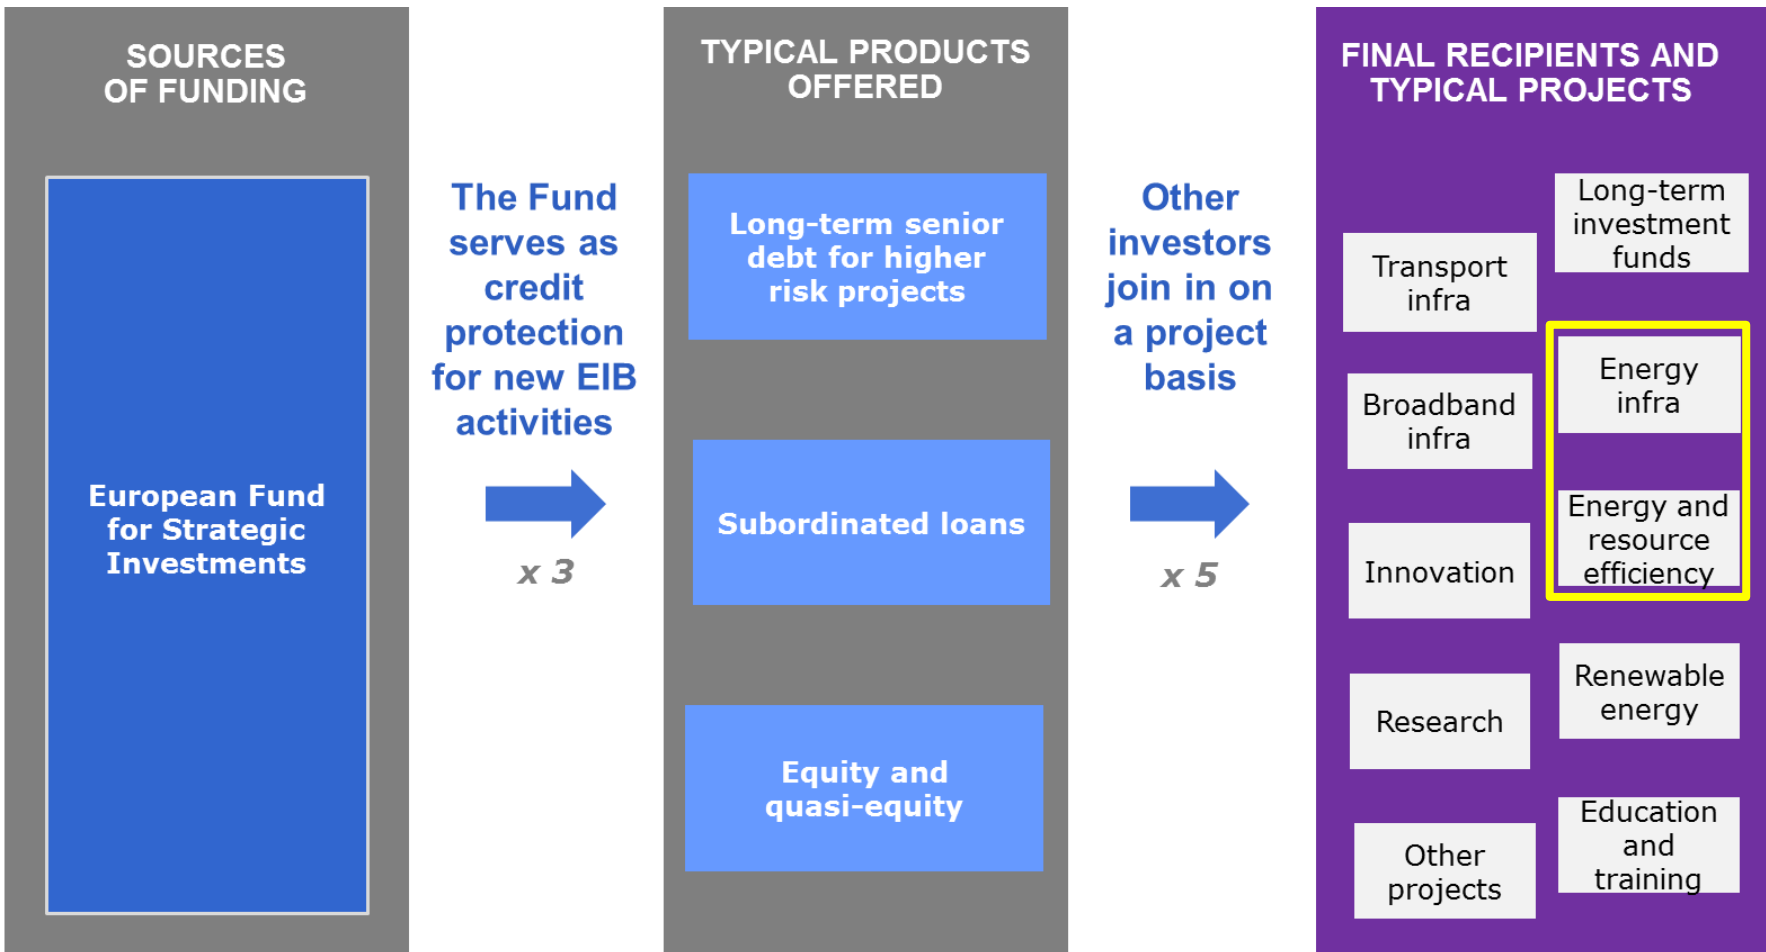 SOURCES
OF FUNDING
European Fund
for Strategic
Investments
The Fund
serves as
credit
protection
for new EIB
activities
x 3
TYPICAL PRODUCTS
OFFERED
Long-term senior
debt for higher
risk projects
Subordinated loans
Equity and
quasi-equity
Other
investors
join in on
a project
basis
x 5
FINAL RECIPIENTS AND
TYPICAL PROJECTS
Transport
infra
Broadband
infra
Innovation
Research
Other
projects
Long-term
investment
funds
Energy
infra
Energy and
resource
efficiency
Renewable
energy
Education
and
training